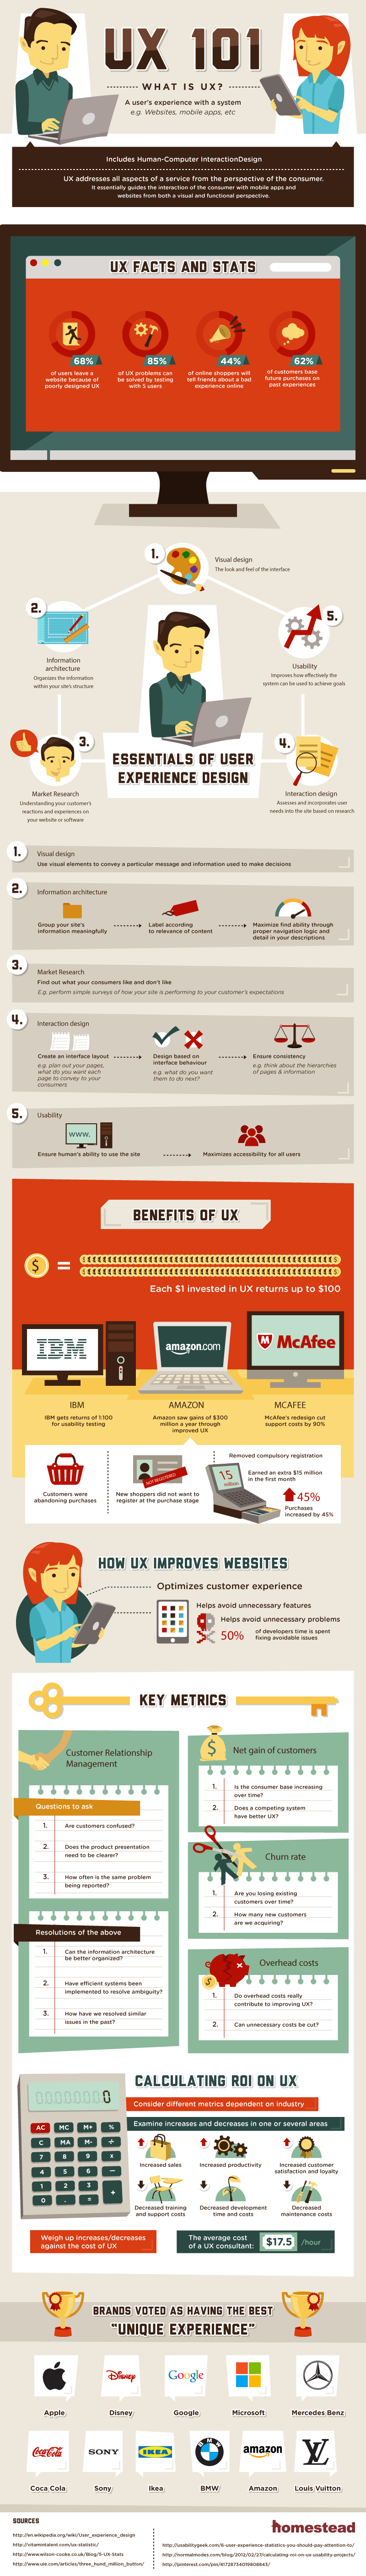 UX 101
WHAT IS UX?
A user's experience with a system
e.g. Websites, mobile apps, etc
Includes Human-Computer InteractionDesign
UX addresses all aspects of a service from the perspective of the consumer.
It essentially guides the interaction of the consumer with mobile apps and
websites from both a visual and functional perspective.
UX FACTS AND STATS
68%
of users leave a
website because of
poorly designed UX
85%
of UX problems can
be solved by testing
with 5 users
44%
of online shoppers will
tell friends about a bad
experience online
62%
of customers base
future purchases on
past experiences
1.
Visual design
The look and feel of the interface
2.
Information
architecture
Organizes the information
within your site's structure
5.
Usability
Improves how effectively the
system can be used to achieve goals
3.
Market Research
Understanding your customer's
reactions and experiences on
your website or software
ESSENTIALS OF USER
EXPERIENCE DESIGN
4.
Interaction design
Assesses and incorporates user
needs into the site based on research
1.
Visual design
Use visual elements to convey a particular message and information used to make decisions
2.
Information architecture
Group your site's
information meaningfully
Label according
to relevance of content
Maximize find ability through
proper navigation logic and
detail in your descriptions
3.
Market Research
Find out what your consumers like and don't like
E.g. perform simple surveys of how your site is performing to your customer's expectations
4.
Interaction design
Create an interface layout
e.g. plan out your pages,
what do you want each
page to convey to your
consumers
Design based on
interface behaviour
e.g. what do you want
them to do next?
Ensure consistency
e.g. think about the hierarchies
of pages & information
5.
Usability
www.
Ensure human's ability to use the site
Maximizes accessibility for all users
BENEFITS OF UX
$ =
Each $1 invested in UX returns up to $100
IBM
amazon.com
McAfee
IBM
IBM gets returns of 1:100
for usability testing
AMAZON
Amazon saw gains of $300
million a year through
improved UX
MCAFEE
McAfee's redesign cut
support costs by 90%
Customers were
abandoning purchases
NOT REGISTERED
New shoppers did not want to
register at the purchase stage
Removed compulsory registration
15
million
Earned an extra $15 million
in the first month
45%
Purchases
increased by 45%
HOW UX IMPROVES WEBSITES
Optimizes customer experience
Helps avoid unnecessary features
Helps avoid unnecessary problems
50%
of developers time is spent
fixing avoidable issues
KEY METRICS
Customer Relationship
Management
Questions to ask
1. Are customers confused?
2. Does the product presentation
need to be clearer?
3. How often is the same problem
being reported?
Resolutions of the above
1. Can the information architecture
be better organized?
2. Have efficient systems been
implemented to resolve ambiguity?
3. How have we resolved similar
issues in the past?
$
Net gain of customers
1. Is the consumer base increasing
over time?
2. Does a competing system
have better UX?
Churn rate
1. Are you losing existing
customers over time?
2. How many new customers
are we acquiring?
Overhead costs
$
1. Do overhead costs really
contribute to improving UX?
2. Can unnecessary costs be cut?
CALCULATING ROI ON UX
Consider different metrics dependent on industry
Examine increases and decreases in one or several areas
AC MC M+ %
C MA M- ÷
7 8 9 x
4 5 6 −
1 2 3 +
0 . =
Increased sales
Increased productivity
Increased customer
satisfaction and loyalty
Decreased training
and support costs
Decreased development
time and costs
Decreased
maintenance costs
Weigh up increases/decreases
against the cost of UX
The average cost
of a UX consultant:
$17.5 /hour
BRANDS VOTED AS HAVING THE BEST
"UNIQUE EXPERIENCE"
Disney
Google
Apple
Disney
Google
Microsoft
Mercedes Benz
Coca Cola
SONY
IKEA
BMW
amazon
LV
Coca Cola
Sony
Ikea
BMW
Amazon
Louis Vuitton
SOURCES
homestead
http://en.wikipedia.org/wiki/User_experience_design
http://vitamintalent.com/ux-statistic/
http://www.wilson-cooke.co.uk/Blog/5-UX-Stats
http://www.uie.com/articles/three_hund_million_button/
http://usabilitygeek.com/6-user-experience-statistics-you-should-pay-attention-to/
http://normalmodes.com/blog/2012/02/27/calculating-roi-on-ux-usability-projects/
http://pinterest.com/pin/41728734019808843/